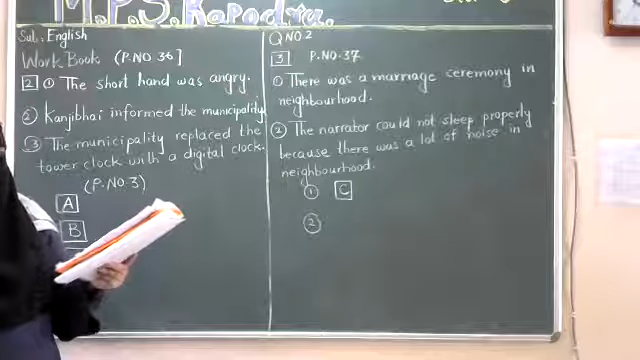 M.P.S. Kapodra.
Sub: English
Work Book (P.NO 36]
2 ① The short hand was angry.
② Kanjibhai informed the municipality
③ The municipality replaced the
tower clock with a digital clock.
(P.NO.3)
A
B
Q NO 2
3 P.NO.37
① There was a marriage ceremony in
neighbourhood.
② The narrator could not sleep properly
because there was a lot of noise in
neighbourhood.
① C
②